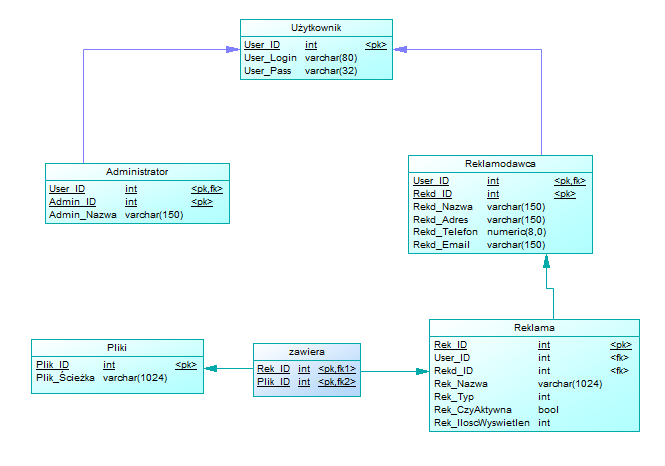 Użytkownik
User_ID int <pk>
User_Login varchar(80)
User_Pass varchar(32)
Administrator
User_ID int <pk,fk>
Admin_ID int <pk>
Admin_Nazwa varchar(150)
Reklamodawca
User_ID int <pk,fk>
Rekd_ID int <pk>
Rekd_Nazwa varchar(150)
Rekd_Adres varchar(150)
Rekd_Telefon numeric(8,0)
Rekd_Email varchar(150)
Pliki
Plik_ID int <pk>
Plik_Ścieżka varchar(1024)
zawiera
Rek_ID int <pk,fk1>
Plik_ID int <pk,fk2>
Reklama
Rek_ID int <pk>
User_ID int <fk>
Rekd_ID int <fk>
Rek_Nazwa varchar(1024)
Rek_Typ int
Rek_CzyAktywna bool
Rek_IloscWyswietlen int